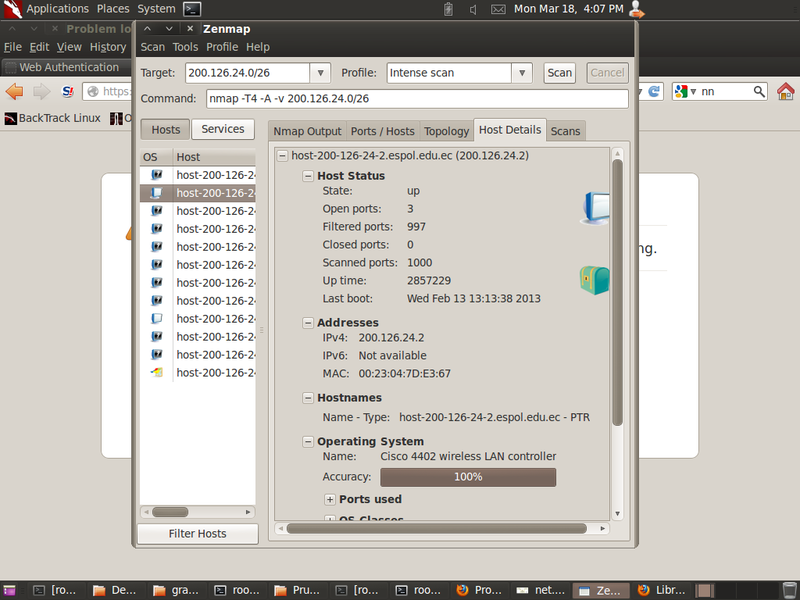 Applications Places System Mon Mar 18, 4:07 PM
Problem lo
Zenmap
File Edit View History
Scan Tools Profile Help
Web Authentication
Target: 200.126.24.0/26 Profile: Intense scan Scan Cancel
https:
nn
Command: nmap -T4 -A -v 200.126.24.0/26
BackTrack Linux
Hosts Services
Nmap Output Ports / Hosts Topology Host Details Scans
OS Host
host-200-126-24
host-200-126-24
host-200-126-24
host-200-126-24
host-200-126-24
host-200-126-24
host-200-126-24
host-200-126-24
host-200-126-24
host-200-126-24
host-200-126-24
host-200-126-24
host-200-126-24-2.espol.edu.ec (200.126.24.2)
Host Status
State: up
Open ports: 3
Filtered ports: 997
Closed ports: 0
Scanned ports: 1000
Up time: 2857229
Last boot: Wed Feb 13 13:13:38 2013
Addresses
IPv4: 200.126.24.2
IPv6: Not available
MAC: 00:23:04:7D:E3:67
Hostnames
Name - Type: host-200-126-24-2.espol.edu.ec - PTR
Operating System
Name: Cisco 4402 wireless LAN controller
Accuracy: 100%
Ports used
OS Classes
Filter Hosts
ng.
[ro... De... gra... roo... Pru... [ro... roo... Pro... net.... Ze... Libr...